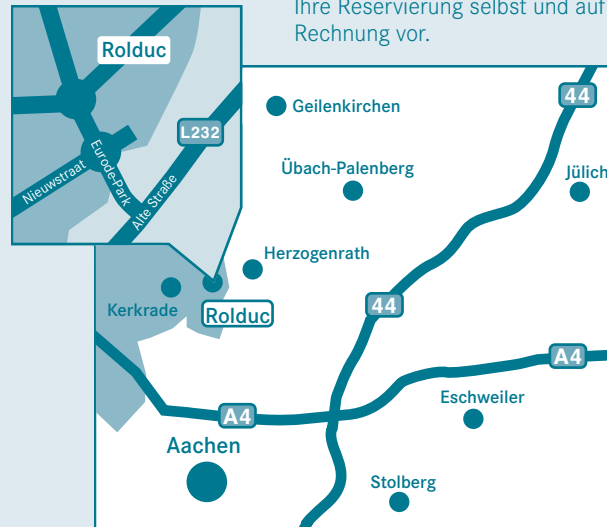 Ihre Reservierung selbst und auf
Rechnung vor.
Rolduc
L232
Nieuwstraat
Eurode-Park
Alte Straße
44
Geilenkirchen
Übach-Palenberg
Jülich
Herzogenrath
Kerkrade
Rolduc
44
A4
Eschweiler
A4
Aachen
Stolberg